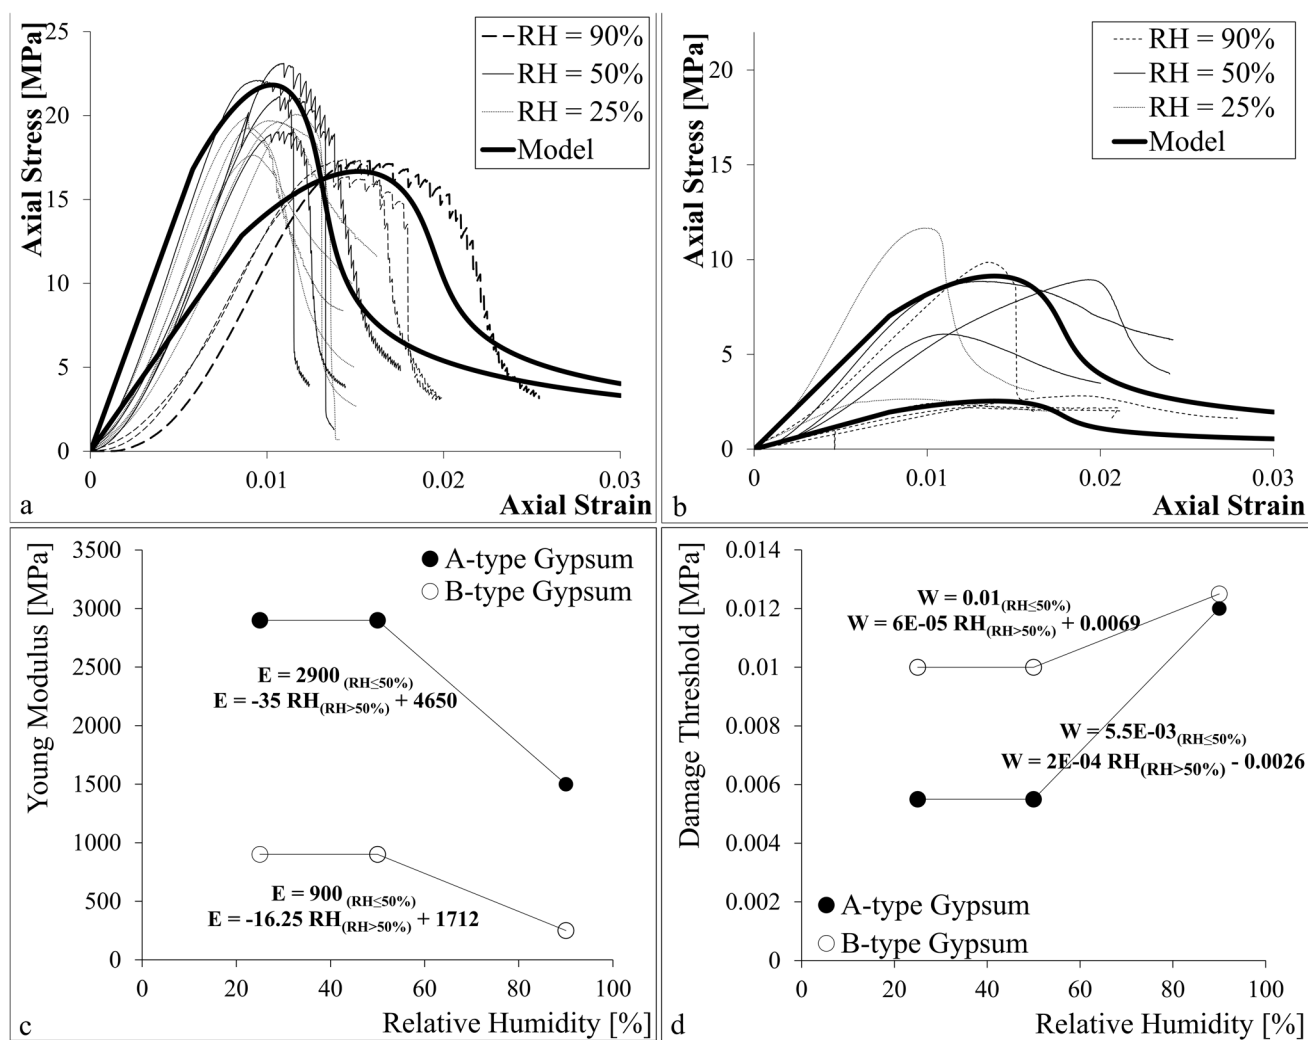 25
20
15
10
5
0
Axial Stress [MPa]
RH = 90%
RH = 50%
RH = 25%
Model
0
0.01
0.02
0.03
Axial Strain
a
20
15
10
5
0
Axial Stress [MPa]
RH = 90%
RH = 50%
RH = 25%
Model
0
0.01
0.02
0.03
Axial Strain
b
3500
3000
2500
2000
1500
1000
500
0
Young Modulus [MPa]
A-type Gypsum
B-type Gypsum
E = 2900 (RH≤50%)
E = -35 RH(RH>50%) + 4650
E = 900 (RH≤50%)
E = -16.25 RH(RH>50%) + 1712
0
20
40
60
80
100
Relative Humidity [%]
c
0.014
0.012
0.01
0.008
0.006
0.004
0.002
0
Damage Threshold [MPa]
W = 0.01(RH≤50%)
W = 6E-05 RH(RH>50%) + 0.0069
W = 5.5E-03(RH≤50%)
W = 2E-04 RH(RH>50%) - 0.0026
A-type Gypsum
B-type Gypsum
0
20
40
60
80
100
Relative Humidity [%]
d